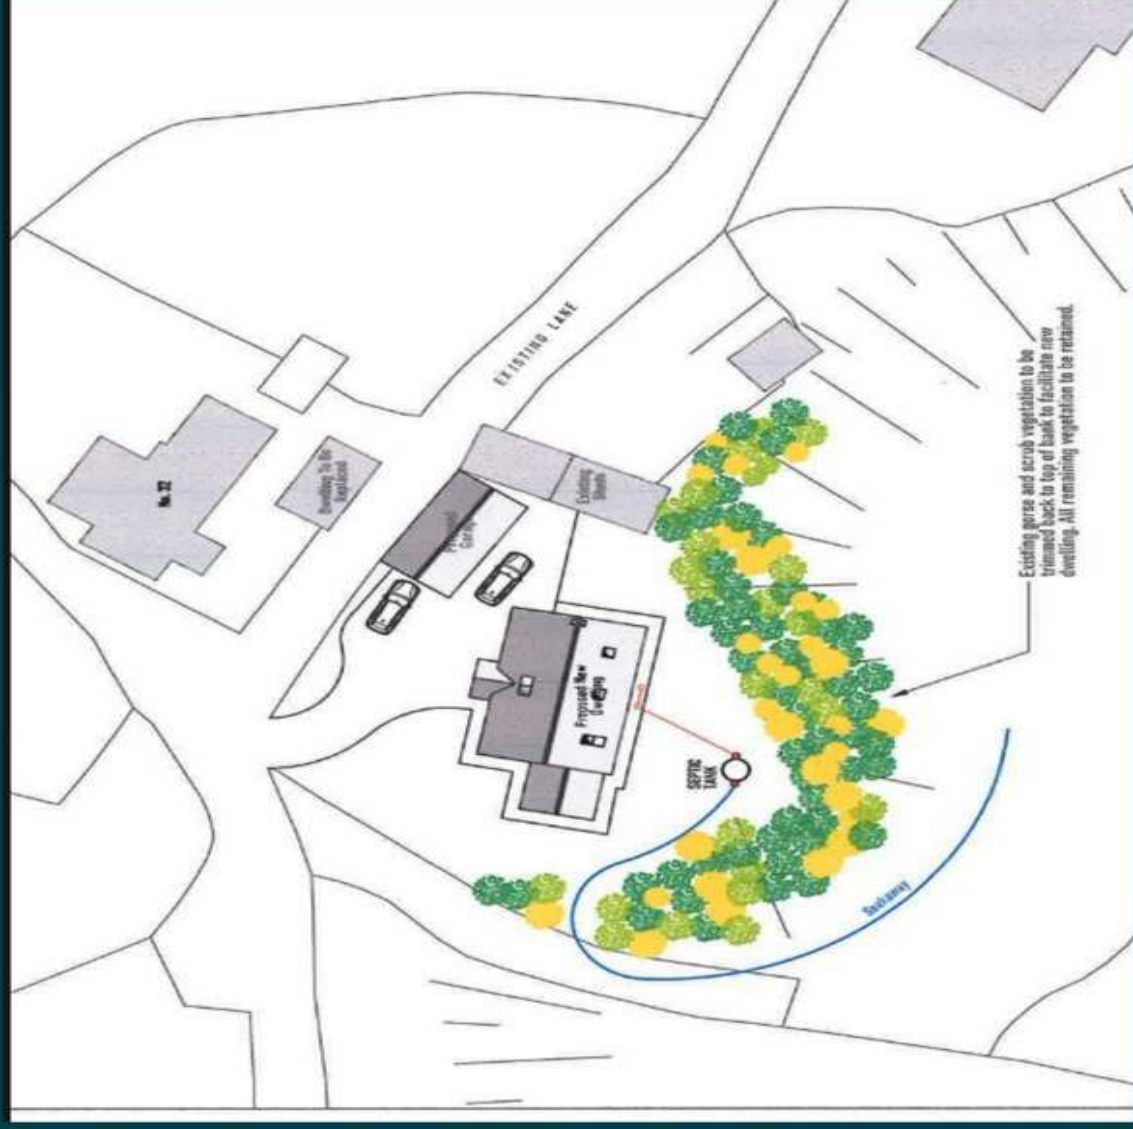 No. 32
Dwelling To Be
Replaced
EXISTING LANE
Proposed
Garage
Existing
Sheds
Proposed New
Dwelling
SEPTIC
TANK
Soakaway
Existing gorse and scrub vegetation to be
trimmed back to top of bank to facilitate new
dwelling. All remaining vegetation to be retained.